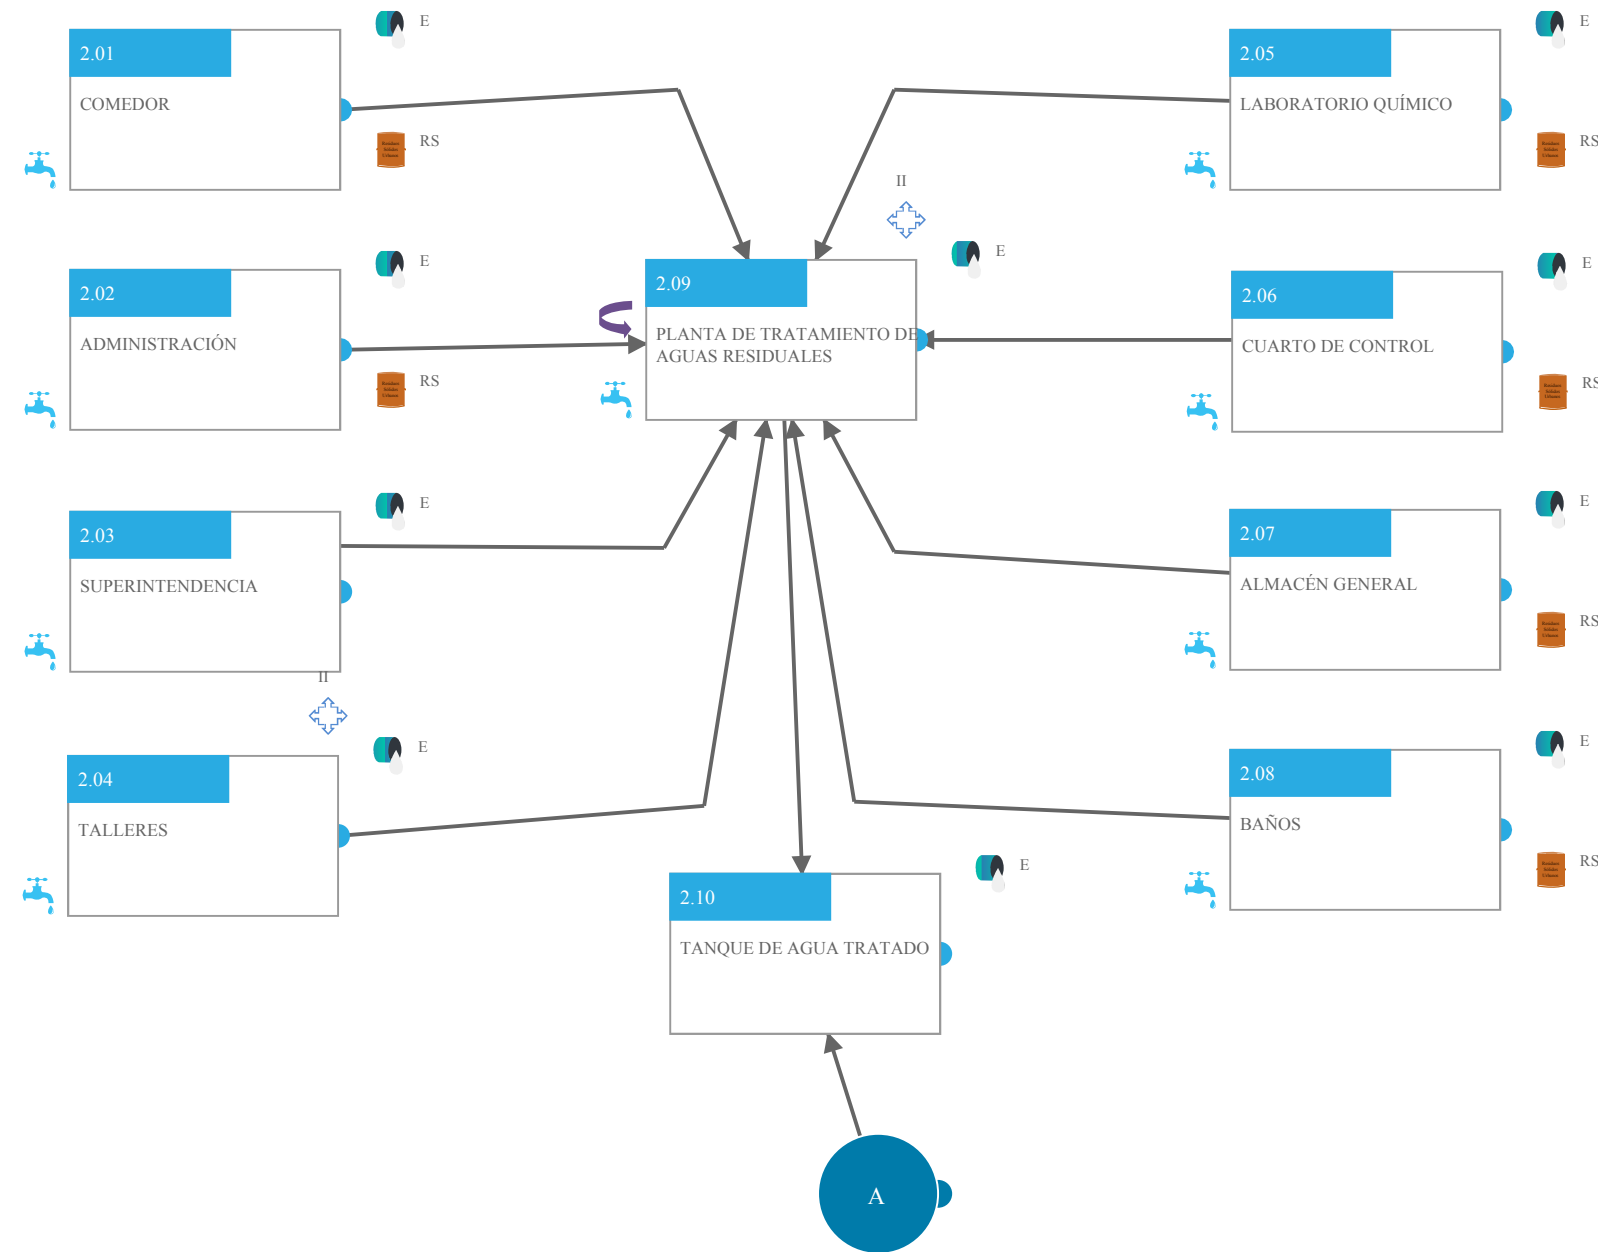 E
2.01
COMEDOR
RS
E
2.02
ADMINISTRACIÓN
RS
E
2.03
SUPERINTENDENCIA
II
E
2.04
TALLERES
II
E
2.09
PLANTA DE TRATAMIENTO DE
AGUAS RESIDUALES
E
2.10
TANQUE DE AGUA TRATADO
A
E
2.05
LABORATORIO QUÍMICO
RS
E
2.06
CUARTO DE CONTROL
RS
E
2.07
ALMACÉN GENERAL
RS
E
2.08
BAÑOS
RS